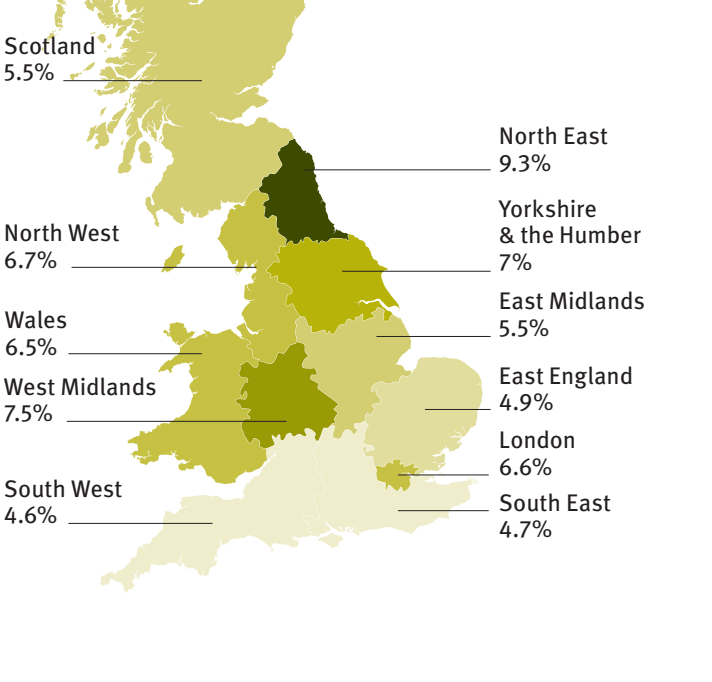 Scotland
5.5%
North East
9.3%
Yorkshire
& the Humber
7%
North West
6.7%
East Midlands
5.5%
Wales
6.5%
East England
4.9%
West Midlands
7.5%
London
6.6%
South West
4.6%
South East
4.7%